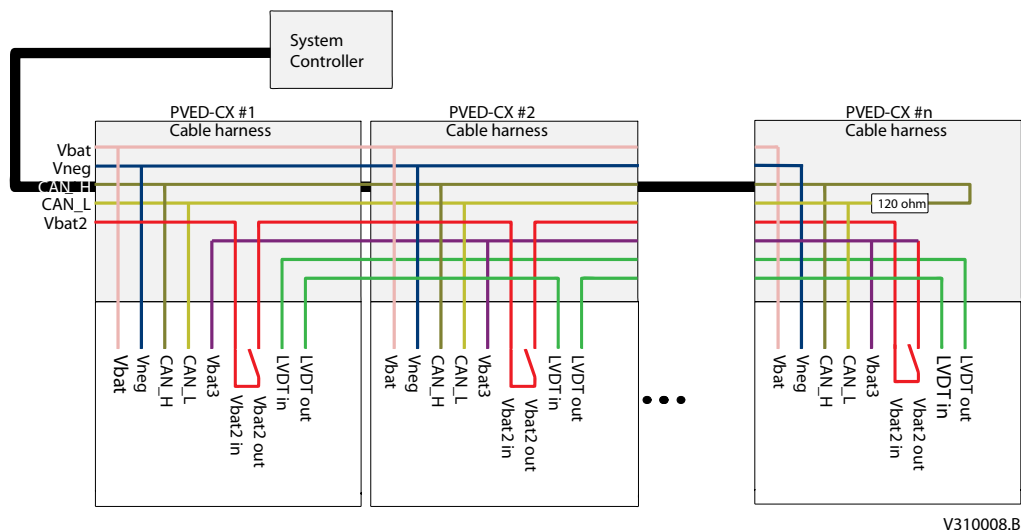 System
Controller
PVED-CX #1
Cable harness
PVED-CX #2
Cable harness
PVED-CX #n
Cable harness
Vbat
Vneg
CAN_H
CAN_L
Vbat2
120 ohm
Vbat
Vneg
CAN_H
CAN_L
Vbat3
Vbat2 in
Vbat2 out
LVDT in
LVDT out
Vbat
Vneg
CAN_H
CAN_L
Vbat3
Vbat2 in
Vbat2 out
LVDT in
LVDT out
Vbat
Vneg
CAN_H
CAN_L
Vbat3
Vbat2 in
Vbat2 out
LVDT in
LVDT out
V310008.B